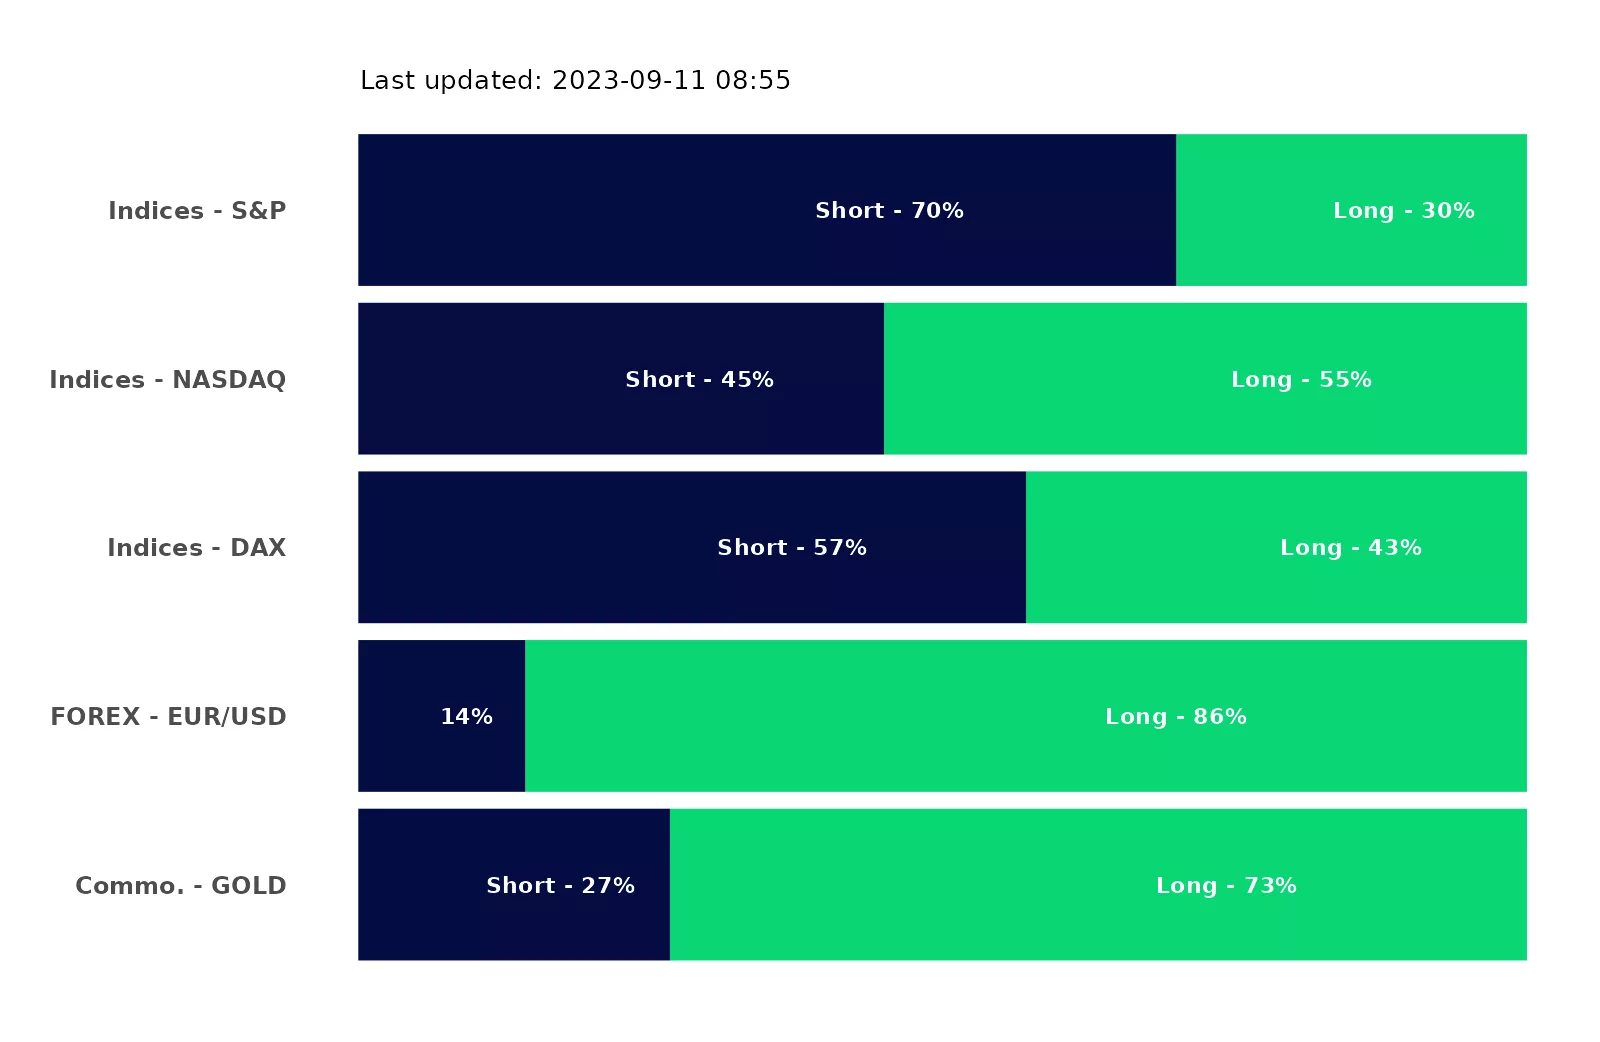 Last updated: 2023-09-11 08:55
Indices - S&P Short - 70% Long - 30%
Indices - NASDAQ Short - 45% Long - 55%
Indices - DAX Short - 57% Long - 43%
FOREX - EUR/USD 14% Long - 86%
Commo. - GOLD Short - 27% Long - 73%